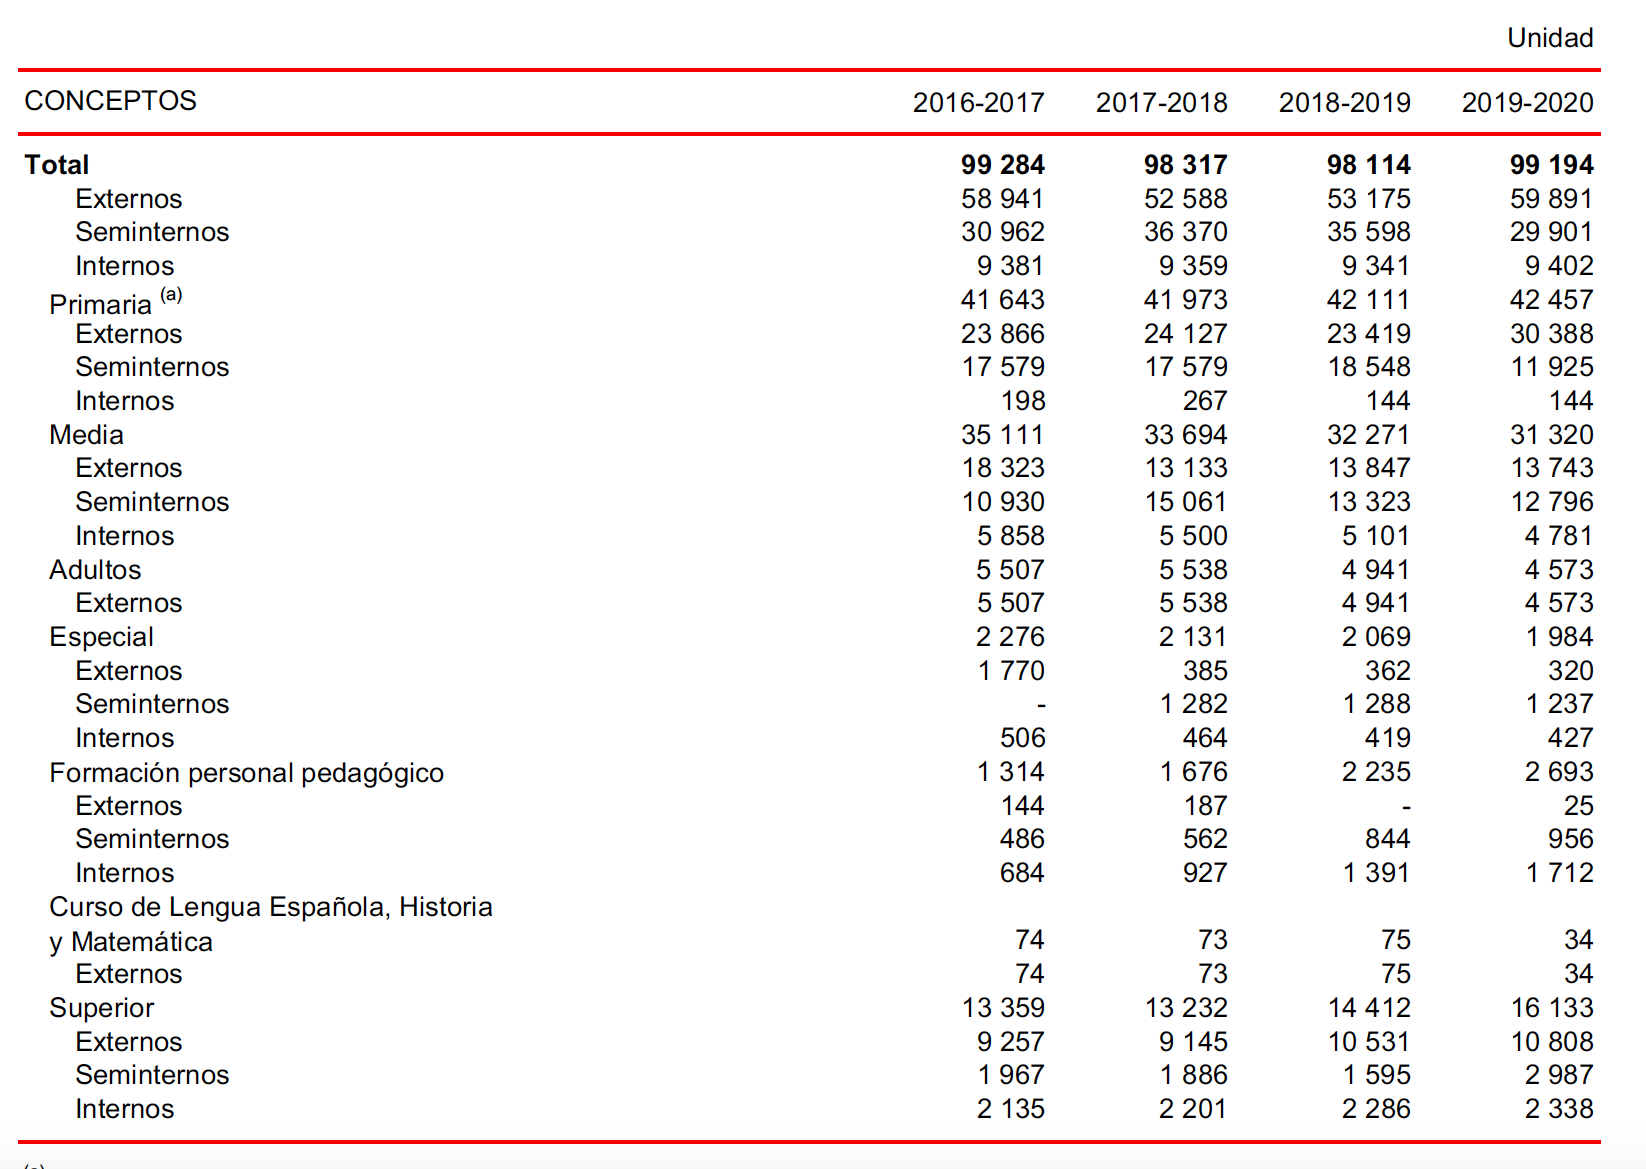 Unidad
CONCEPTOS 2016-2017 2017-2018 2018-2019 2019-2020
Total 99 284 98 317 98 114 99 194
Externos 58 941 52 588 53 175 59 891
Seminternos 30 962 36 370 35 598 29 901
Internos 9 381 9 359 9 341 9 402
Primaria (a) 41 643 41 973 42 111 42 457
Externos 23 866 24 127 23 419 30 388
Seminternos 17 579 17 579 18 548 11 925
Internos 198 267 144 144
Media 35 111 33 694 32 271 31 320
Externos 18 323 13 133 13 847 13 743
Seminternos 10 930 15 061 13 323 12 796
Internos 5 858 5 500 5 101 4 781
Adultos 5 507 5 538 4 941 4 573
Externos 5 507 5 538 4 941 4 573
Especial 2 276 2 131 2 069 1 984
Externos 1 770 385 362 320
Seminternos - 1 282 1 288 1 237
Internos 506 464 419 427
Formación personal pedagógico 1 314 1 676 2 235 2 693
Externos 144 187 - 25
Seminternos 486 562 844 956
Internos 684 927 1 391 1 712
Curso de Lengua Española, Historia
y Matemática 74 73 75 34
Externos 74 73 75 34
Superior 13 359 13 232 14 412 16 133
Externos 9 257 9 145 10 531 10 808
Seminternos 1 967 1 886 1 595 2 987
Internos 2 135 2 201 2 286 2 338